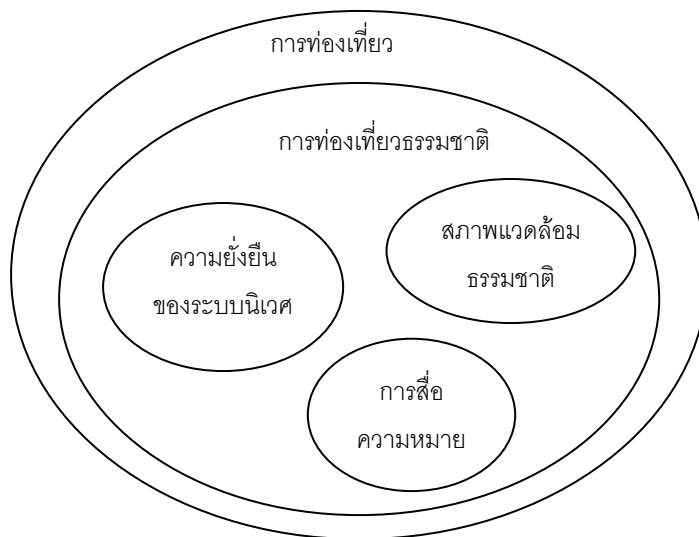 การท่องเที่ยว
การท่องเที่ยวธรรมชาติ
ความยั่งยืน
ของระบบนิเวศ
สภาพแวดล้อม
ธรรมชาติ
การสื่อ
ความหมาย